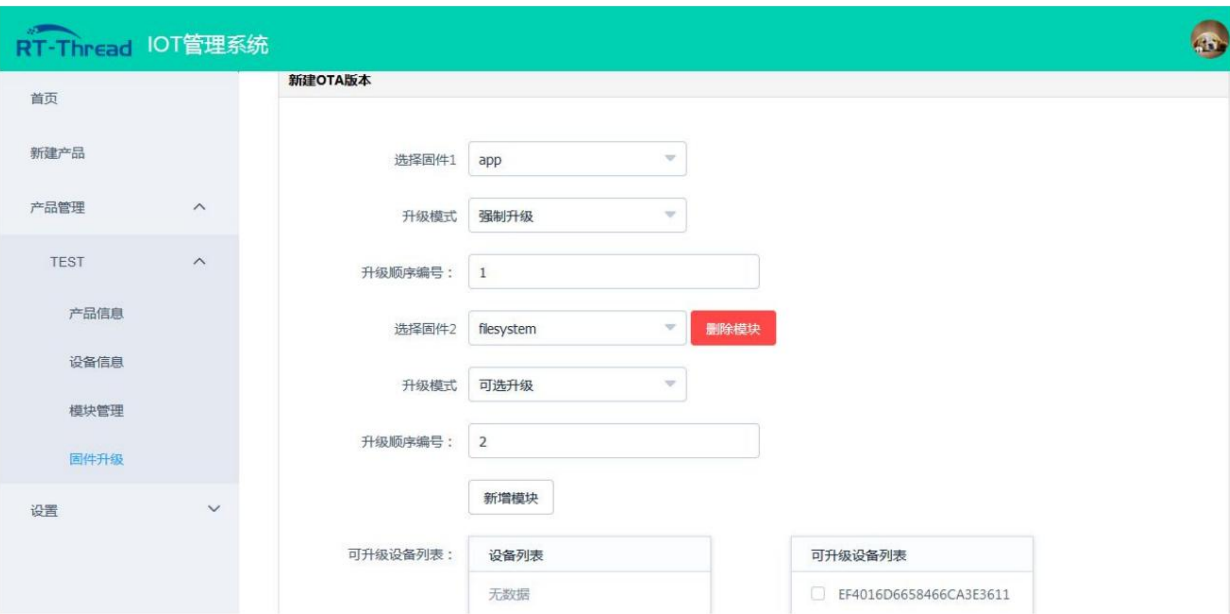 RT-Thread IOT管理系统
首页
新建产品
产品管理
TEST
产品信息
设备信息
模块管理
固件升级
设置
新建OTA版本
选择固件1 app
升级模式 强制升级
升级顺序编号： 1
选择固件2 filesystem 删除模块
升级模式 可选升级
升级顺序编号： 2
新增模块
可升级设备列表： 设备列表 可升级设备列表
无数据 EF4016D6658466CA3E3611